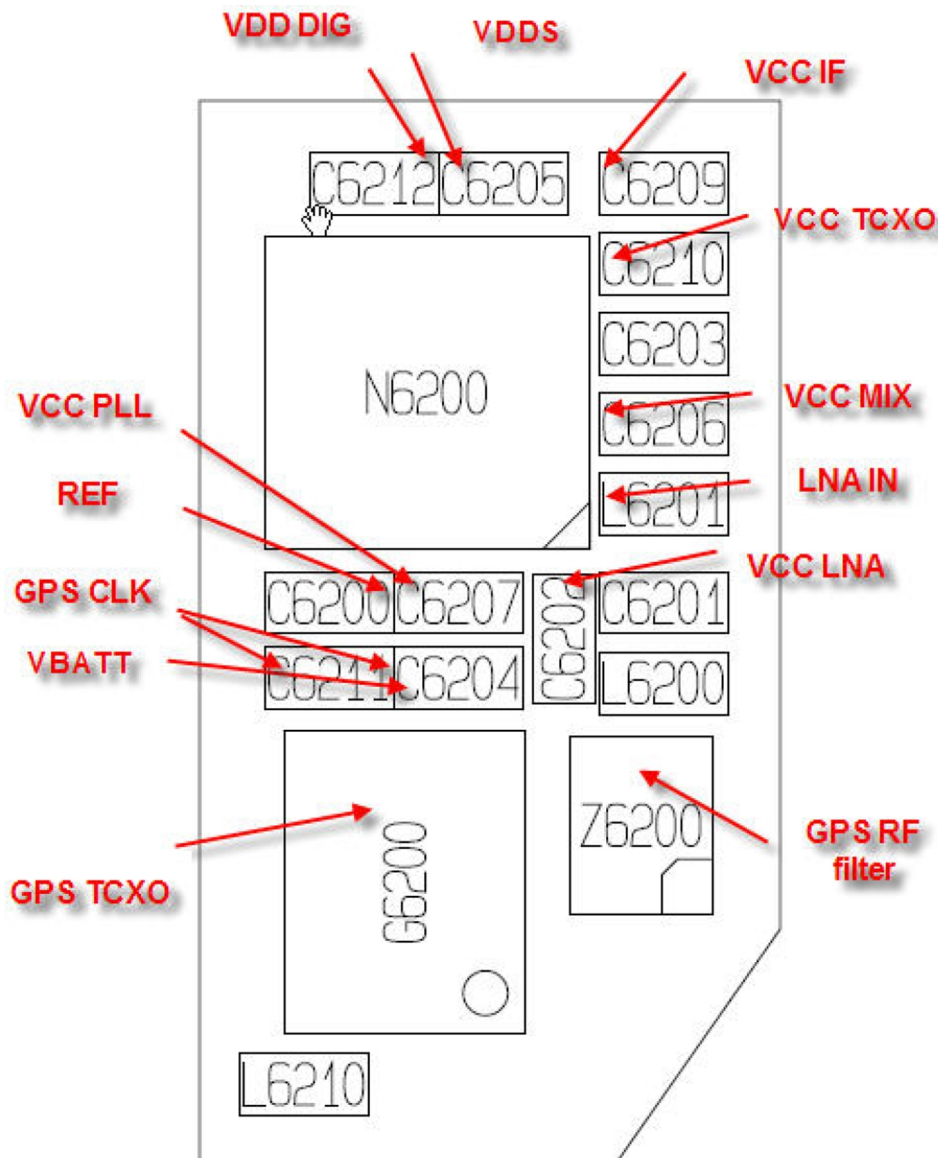 VDD DIG
VDDS
VCC IF
C6212
C6205
C6209
VCC TCXO
C6210
C6203
N6200
VCC PLL
C6206
VCC MIX
REF
L6201
LNA IN
GPS CLK
C6200
C6207
C6202
C6201
VCC LNA
VBATT
C6211
C6204
L6200
GPS TCXO
G6200
Z6200
GPS RF
filter
L6210